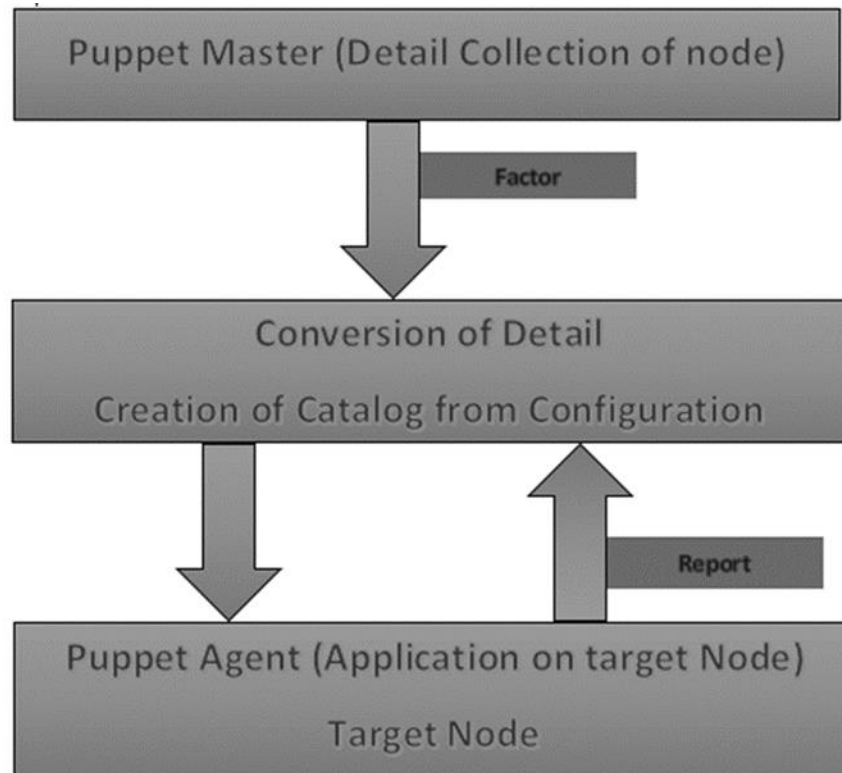 Puppet Master (Detail Collection of node)
Factor
Conversion of Detail
Creation of Catalog from Configuration
Report
Puppet Agent (Application on target Node)
Target Node